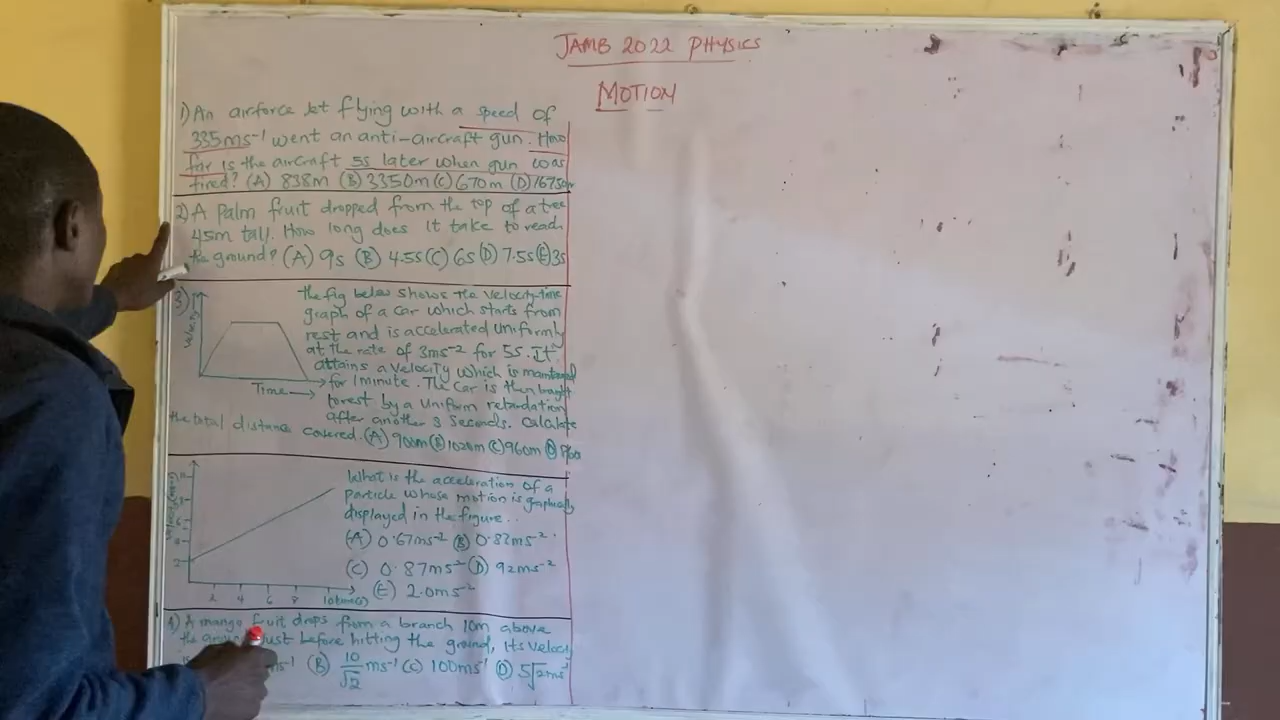 JAMB 2022 PHYSICS
MOTION
1) An airforce Jet flying with a speed of
335ms⁻¹ went an anti-aircraft gun. How
far is the aircraft 5s later when gun was
fired? (A) 838m (B) 3350m (C) 670m (D) 1675m
2) A palm fruit dropped from the top of a tree
45m tall. How long does it take to reach
the ground? (A) 9s (B) 4.5s (C) 6s (D) 7.5s (E) 3s
3)
the fig below shows the velocity-time
graph of a car which starts from
rest and is accelerated uniformly
at the rate of 3ms⁻² for 5s. It
attains a velocity which is maintained
for 1 minute. The car is then brought
to rest by a uniform retardation
after another 3 seconds. Calculate
the total distance covered. (A) 900m (B) 1020m (C) 960m (D)
Time
What is the acceleration of a
particle whose motion is graphically
displayed in the figure..
(A) 0.67ms⁻² (B) 0.82ms⁻².
(C) 0.87ms⁻² (D) 92ms⁻²
(E) 2.0ms⁻²
2 4 6 8 10 time(s)
4) A mango fruit drops from a branch 10m above
the just before hitting the ground, its velocity
ms⁻¹ (B) 10/√2 ms⁻¹ (C) 100ms⁻¹ (D) 5√2ms⁻¹